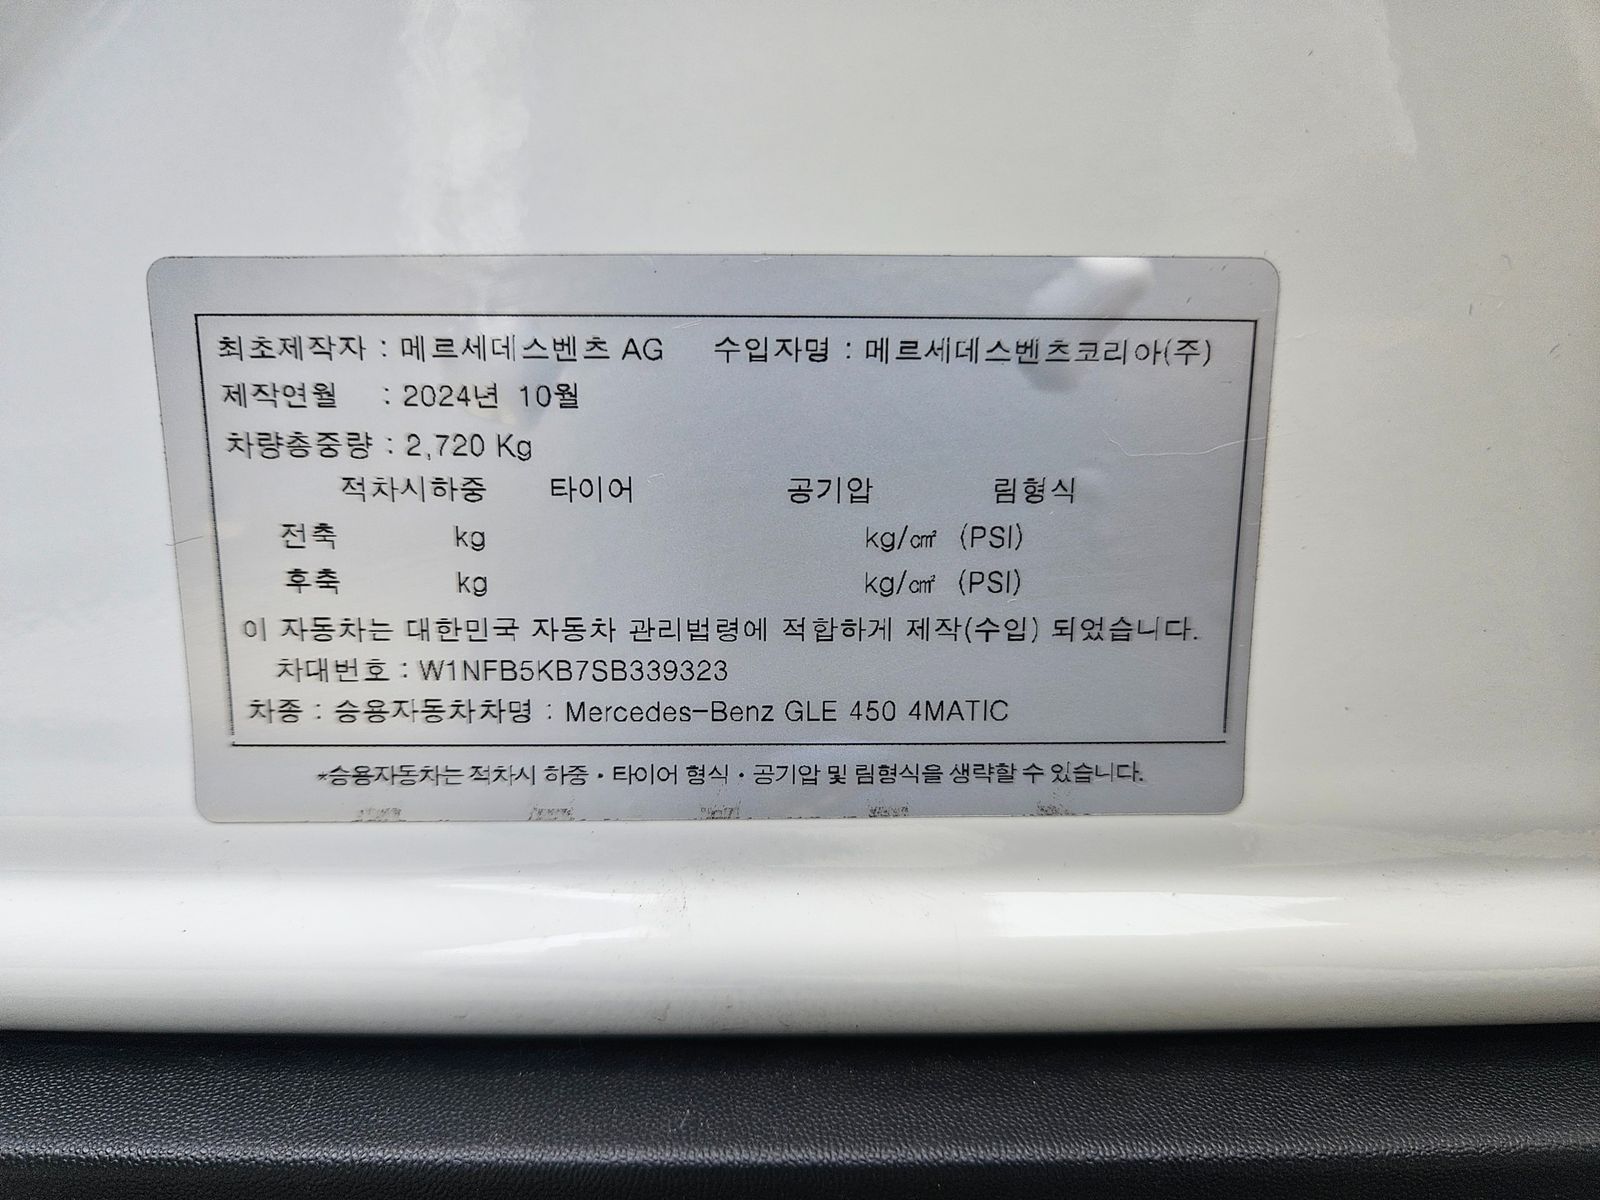 최초제작자 : 메르세데스벤츠 AG 수입자명 : 메르세데스벤츠코리아(주)
제작연월 : 2024년 10월
차량총중량 : 2,720 Kg
적차시하중 타이어 공기압 림형식
전축 kg kg/㎠ (PSI)
후축 kg kg/㎠ (PSI)
이 자동차는 대한민국 자동차 관리법령에 적합하게 제작(수입) 되었습니다.
차대번호 : W1NFB5KB7SB339323
차종 : 승용자동차차명 : Mercedes-Benz GLE 450 4MATIC
*승용자동차는 적차시 하중·타이어 형식·공기압 및 림형식을 생략할 수 있습니다.